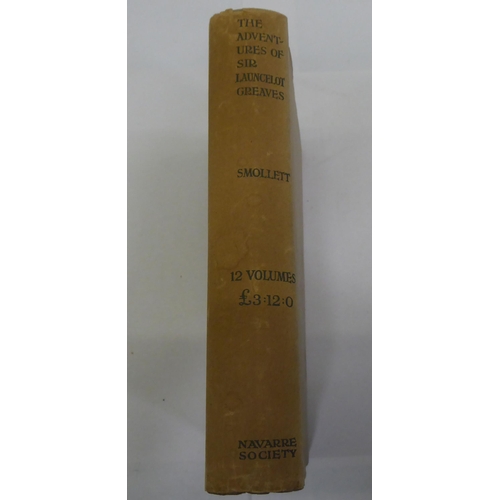 THE
ADVENT-
URES OF
SIR
LAUNCELOT
GREAVES
SMOLLETT
12 VOLUMES
£3:12:0
NAVARRE
SOCIETY